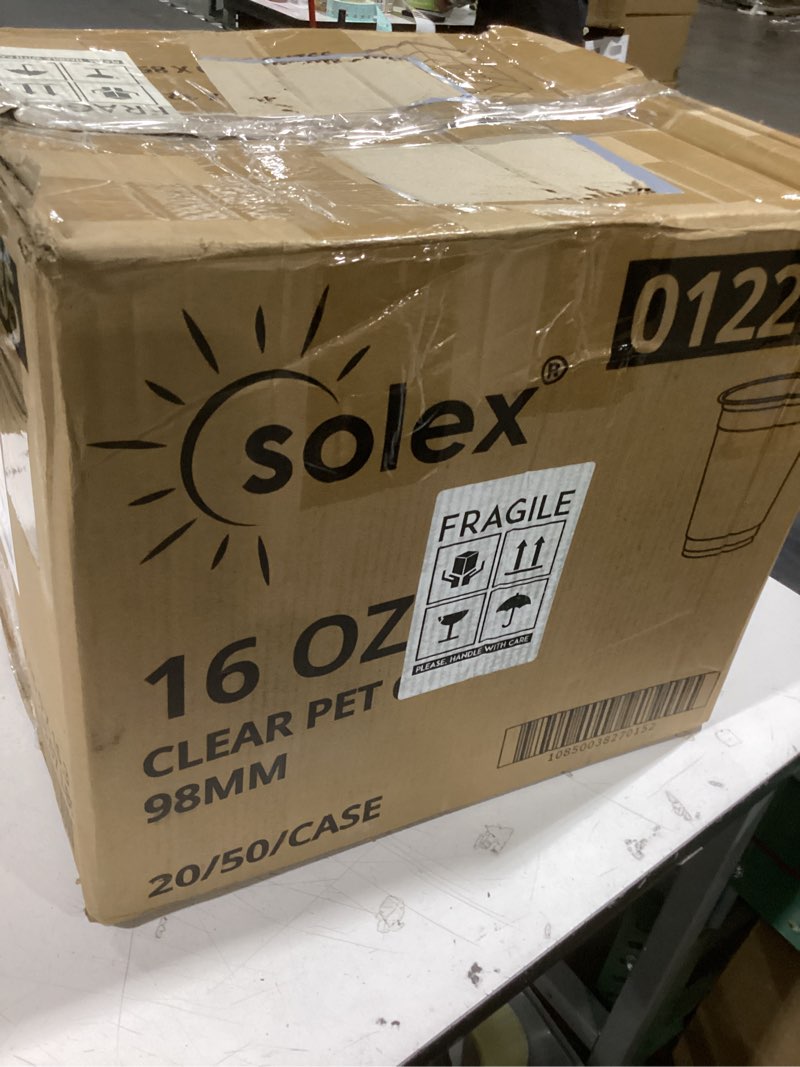 0122
solex®
FRAGILE
PLEASE, HANDLE WITH CARE
16 OZ
CLEAR PET
98MM
20/50/CASE
10850038270152